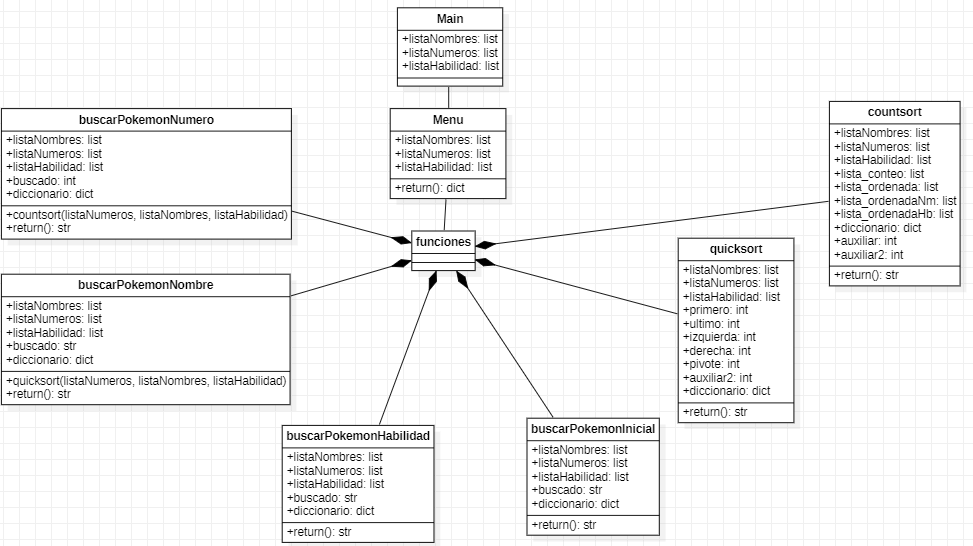 Main
+listaNombres: list
+listaNumeros: list
+listaHabilidad: list
buscarPokemonNumero
+listaNombres: list
+listaNumeros: list
+listaHabilidad: list
+buscado: int
+diccionario: dict
+countsort(listaNumeros, listaNombres, listaHabilidad)
+return(): str
Menu
+listaNombres: list
+listaNumeros: list
+listaHabilidad: list
+return(): dict
countsort
+listaNombres: list
+listaNumeros: list
+listaHabilidad: list
+lista_conteo: list
+lista_ordenada: list
+lista_ordenadaNm: list
+lista_ordenadaHb: list
+diccionario: dict
+auxiliar: int
+auxiliar2: int
+return(): str
funciones
quicksort
+listaNombres: list
+listaNumeros: list
+listaHabilidad: list
+primero: int
+ultimo: int
+izquierda: int
+derecha: int
+pivote: int
+auxiliar2: int
+diccionario: dict
+return(): str
buscarPokemonNombre
+listaNombres: list
+listaNumeros: list
+listaHabilidad: list
+buscado: str
+diccionario: dict
+quicksort(listaNumeros, listaNombres, listaHabilidad)
+return(): str
buscarPokemonHabilidad
+listaNombres: list
+listaNumeros: list
+listaHabilidad: list
+buscado: str
+diccionario: dict
+return(): str
buscarPokemonInicial
+listaNombres: list
+listaNumeros: list
+listaHabilidad: list
+buscado: str
+diccionario: dict
+return(): str